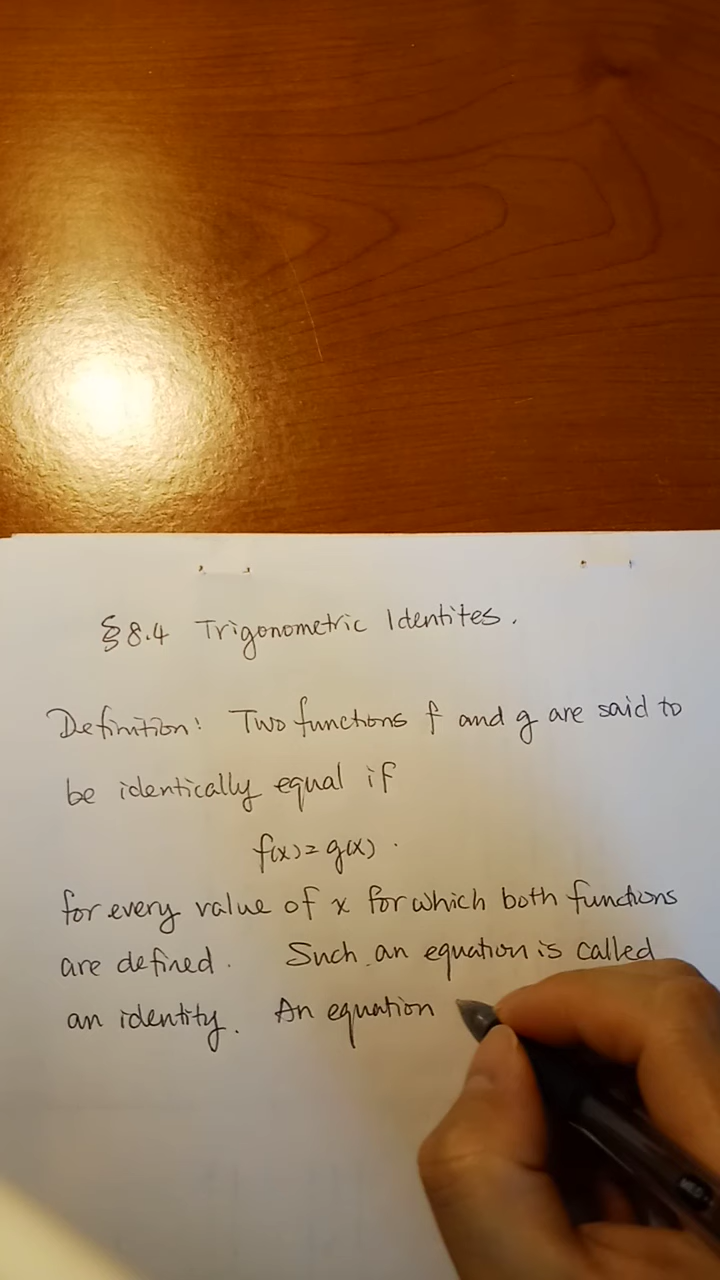 §8.4 Trigonometric Identites.
Definition: Two functions f and g are said to
be identically equal if
f(x) = g(x).
for every value of x for which both functions
are defined. Such an equation is called
an identity. An equation